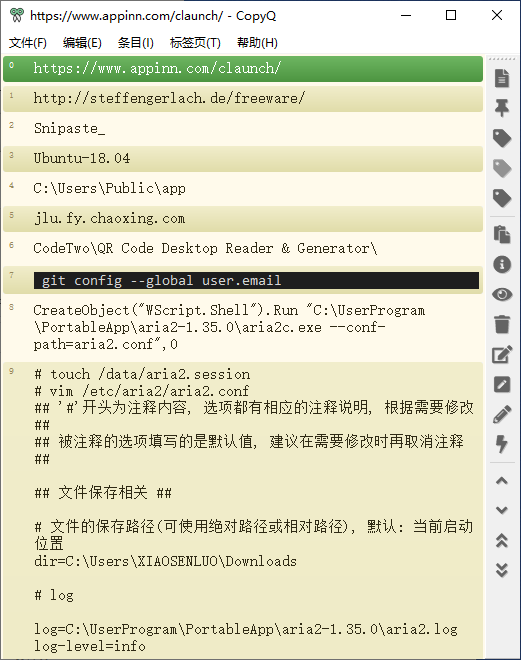 https://www.appinn.com/claunch/ - CopyQ
文件(F) 编辑(E) 条目(I) 标签页(T) 帮助(H)
0 https://www.appinn.com/claunch/
1 http://steffengerlach.de/freeware/
2 Snipaste_
3 Ubuntu-18.04
4 C:\Users\Public\app
5 jlu.fy.chaoxing.com
6 CodeTwo\QR Code Desktop Reader & Generator\
7 git config --global user.email
8 CreateObject("WScript.Shell").Run "C:\UserProgram
\PortableApp\aria2-1.35.0\aria2c.exe --conf-
path=aria2.conf",0
9 # touch /data/aria2.session
# vim /etc/aria2/aria2.conf
## '#'开头为注释内容, 选项都有相应的注释说明, 根据需要修改
##
## 被注释的选项填写的是默认值, 建议在需要修改时再取消注释
##
## 文件保存相关 ##
# 文件的保存路径(可使用绝对路径或相对路径), 默认: 当前启动
位置
dir=C:\Users\XIAOSENLUO\Downloads
# log
log=C:\UserProgram\PortableApp\aria2-1.35.0\aria2.log
log-level=info